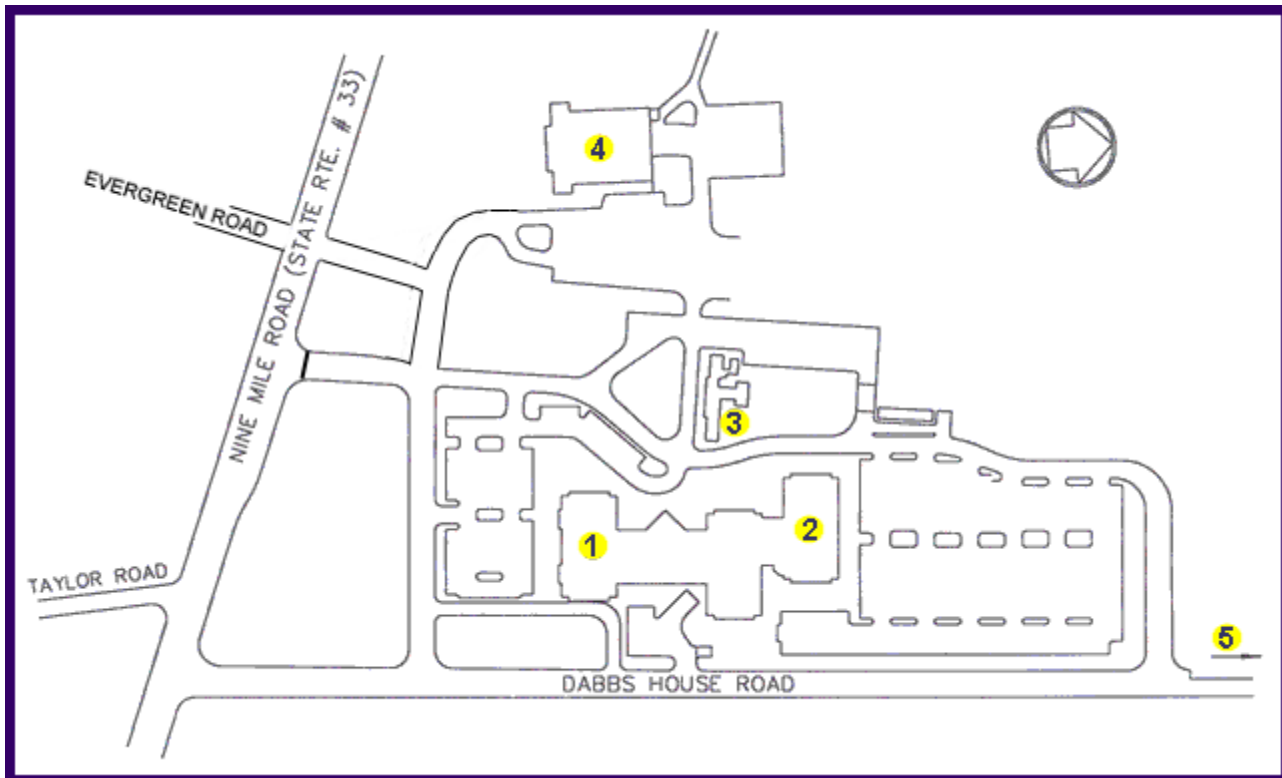 NINE MILE ROAD (STATE RTE. # 33)
EVERGREEN ROAD
4
3
2
1
TAYLOR ROAD
5
DABBS HOUSE ROAD